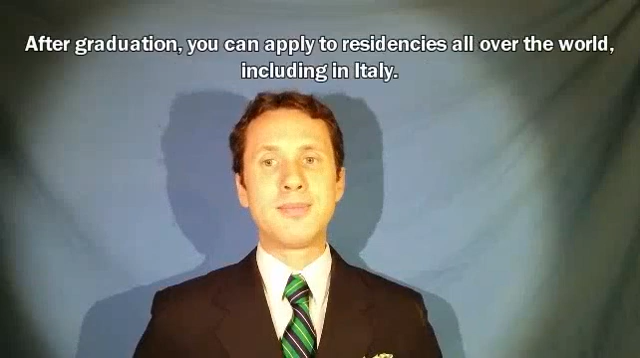 After graduation, you can apply to residencies all over the world,
including in Italy.